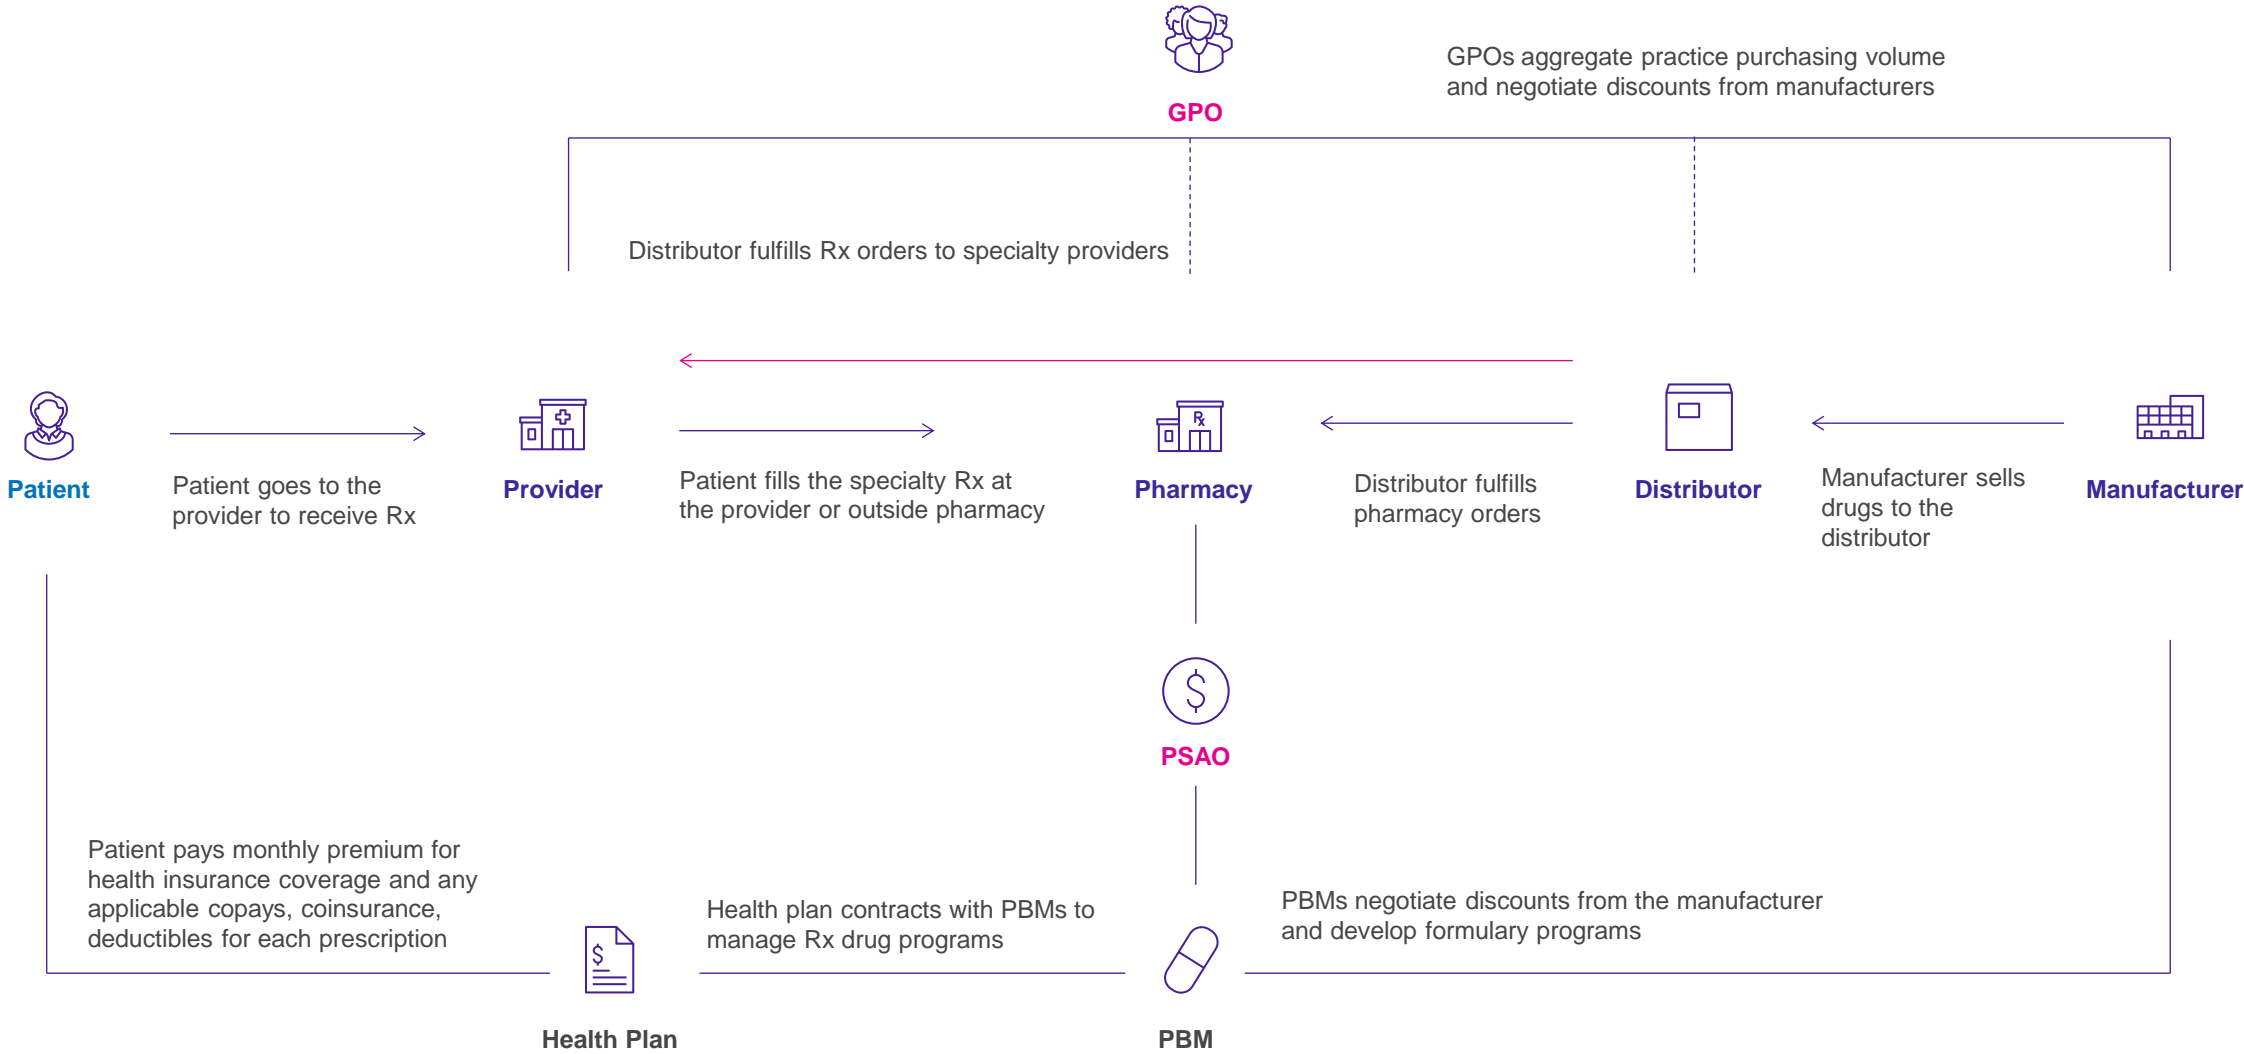 GPOs aggregate practice purchasing volume
and negotiate discounts from manufacturers
GPO
Distributor fulfills Rx orders to specialty providers
Rx
Patient
Patient goes to the
provider to receive Rx
Provider
Patient fills the specialty Rx at
the provider or outside pharmacy
Pharmacy
Distributor fulfills
pharmacy orders
Distributor
Manufacturer sells
drugs to the
distributor
Manufacturer
$
PSAO
Patient pays monthly premium for
health insurance coverage and any
applicable copays, coinsurance,
deductibles for each prescription
$
Health Plan
Health plan contracts with PBMs to
manage Rx drug programs
PBM
PBMs negotiate discounts from the manufacturer
and develop formulary programs